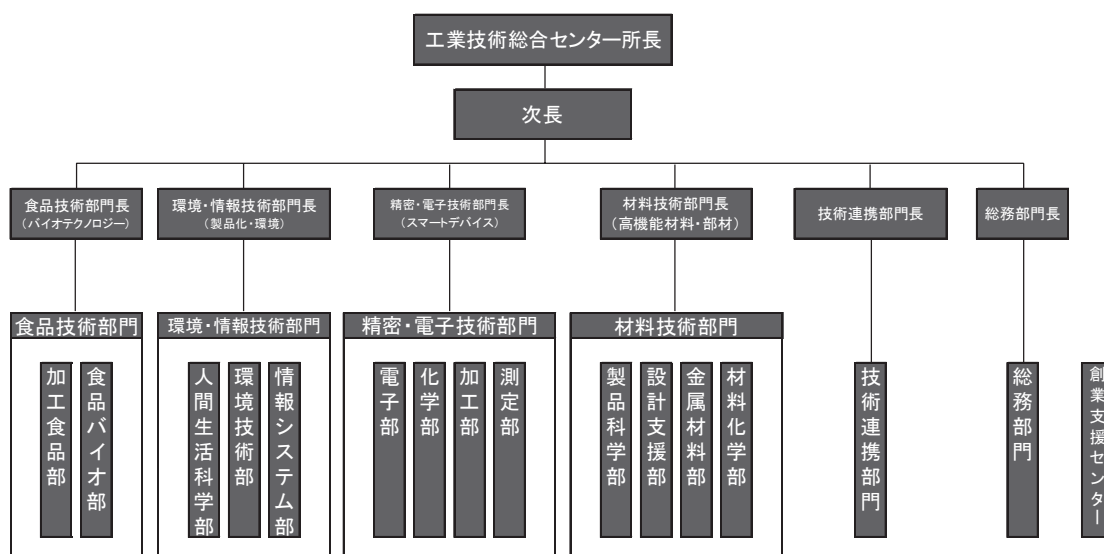 工業技術総合センター所長
次長
食品技術部門長
（バイオテクノロジー）
環境・情報技術部門長
（製品化・環境）
精密・電子技術部門長
（スマートデバイス）
材料技術部門長
（高機能材料・部材）
技術連携部門長
総務部門長
食品技術部門
環境・情報技術部門
精密・電子技術部門
材料技術部門
加工食品部
食品バイオ部
人間生活科学部
環境技術部
情報システム部
電子部
化学部
加工部
測定部
製品科学部
設計支援部
金属材料部
材料化学部
技術連携部門
総務部門
創業支援センター